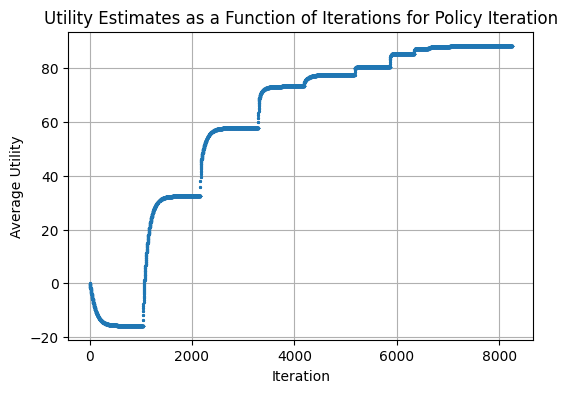 Utility Estimates as a Function of Iterations for Policy Iteration
Average Utility
80
60
40
20
0
−20
0 2000 4000 6000 8000
Iteration